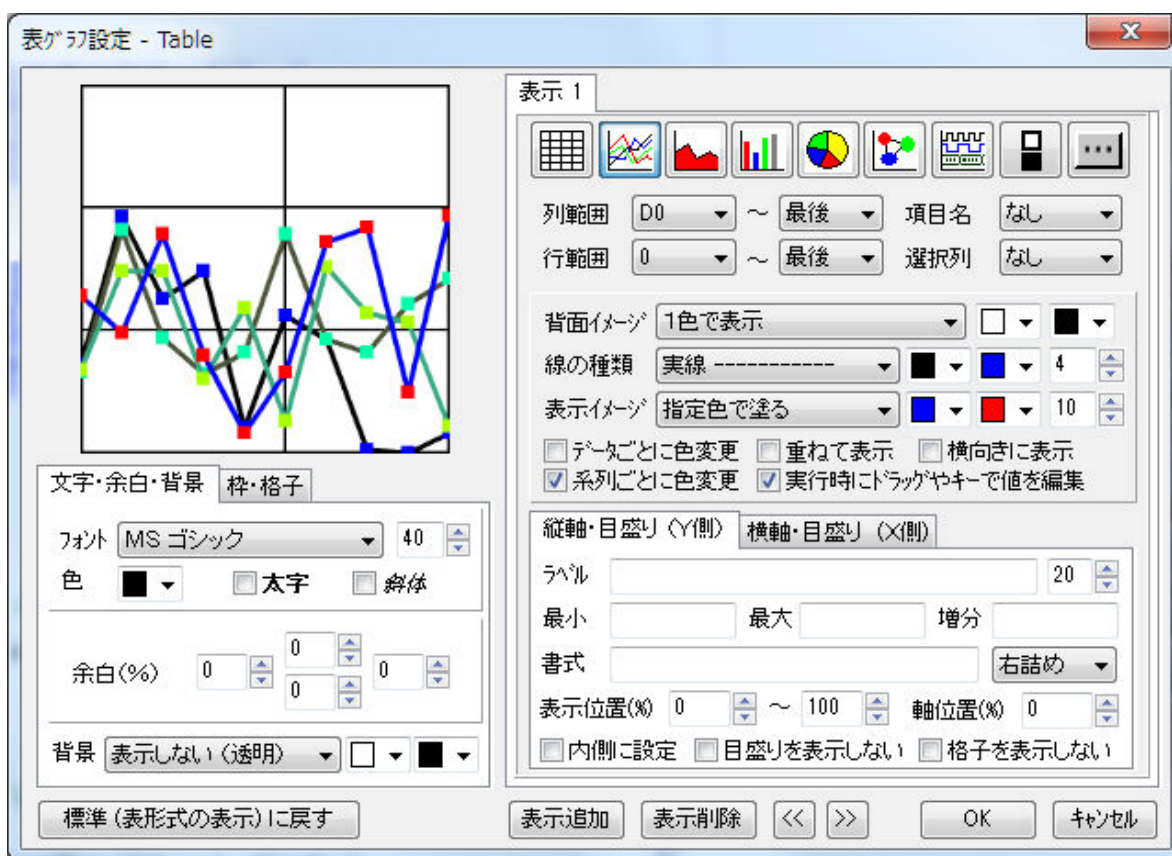 表グラフ設定 - Table
表示 1
列範囲 D0 ～ 最後 項目名 なし
行範囲 0 ～ 最後 選択列 なし
背面イメージ 1色で表示
線の種類 実線 ----------- 4
表示イメージ 指定色で塗る 10
データごとに色変更 重ねて表示 横向きに表示
系列ごとに色変更 実行時にドラッグやキーで値を編集
文字・余白・背景 枠・格子
フォント MS ゴシック 40
色 太字 斜体
余白(%) 0 0 0 0
背景 表示しない (透明)
縦軸・目盛り (Y側) 横軸・目盛り (X側)
ラベル 20
最小 最大 増分
書式 右詰め
表示位置(%) 0 ～ 100 軸位置(%) 0
内側に設定 目盛りを表示しない 格子を表示しない
標準 (表形式の表示) に戻す 表示追加 表示削除 << >> OK キャンセル